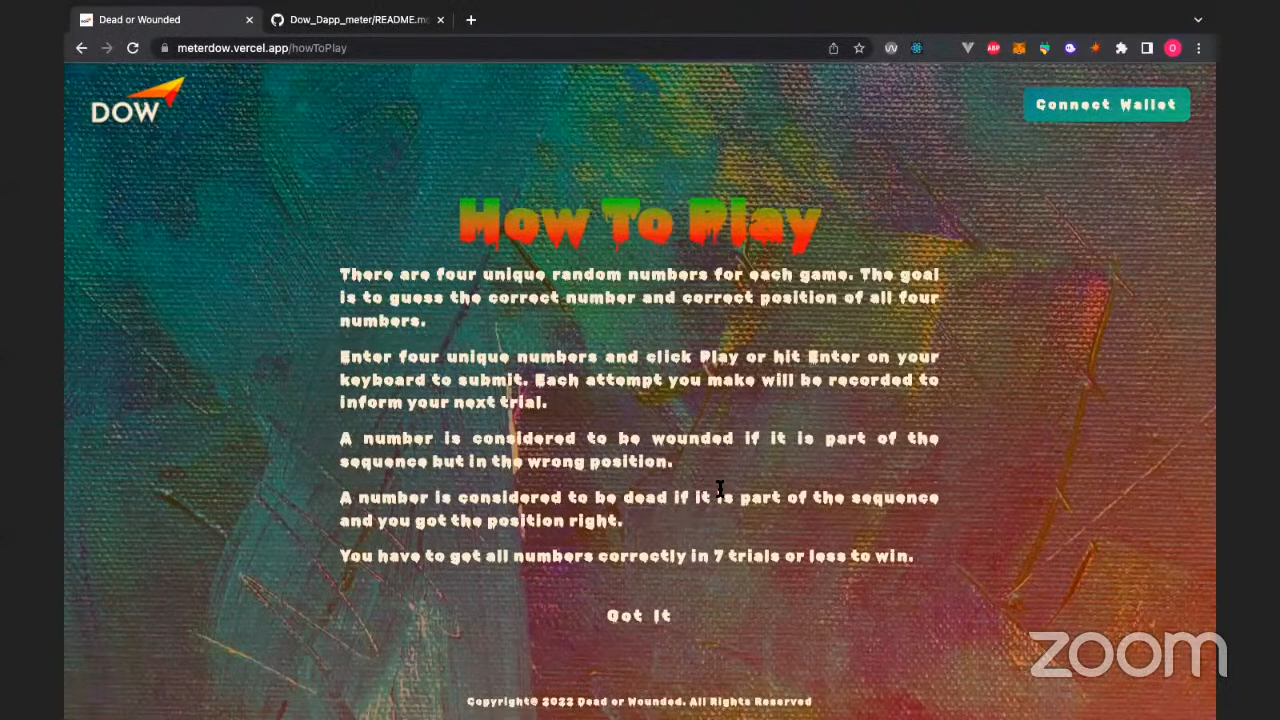 Dead or Wounded
Dow_Dapp_meter/README.m
meterdow.vercel.app/howToPlay
ABP
O
DOW
Connect Wallet
How To Play
There are four unique random numbers for each game. The goal
is to guess the correct number and correct position of all four
numbers.
Enter four unique numbers and click Play or hit Enter on your
keyboard to submit. Each attempt you make will be recorded to
inform your next trial.
A number is considered to be wounded if it is part of the
sequence but in the wrong position.
A number is considered to be dead if it is part of the sequence
and you got the position right.
You have to get all numbers correctly in 7 trials or less to win.
Got It
zoom
Copyright© 2022 Dead or Wounded. All Rights Reserved